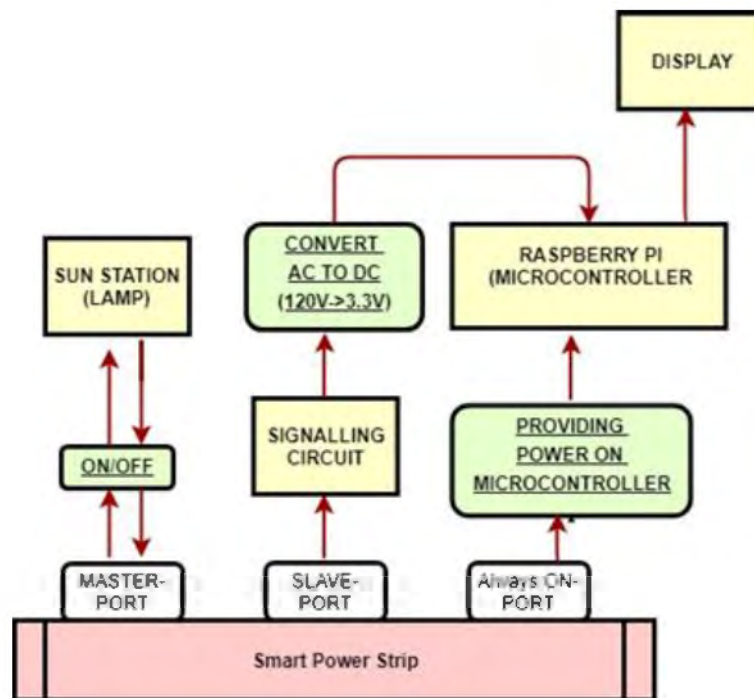 DISPLAY
CONVERT
AC TO DC
(120V->3.3V)
RASPBERRY PI
(MICROCONTROLLER
SUN STATION
(LAMP)
SIGNALLING
CIRCUIT
PROVIDING
POWER ON
MICROCONTROLLER
ON/OFF
MASTER-
PORT
SLAVE-
PORT
Always ON-
PORT
Smart Power Strip